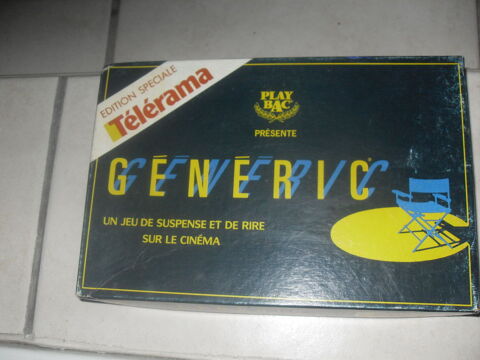 EDITION SPECIALE
Télérama
PLAY
BAC
PRÉSENTE
GÉNÉRIC
UN JEU DE SUSPENSE ET DE RIRE
SUR LE CINÉMA